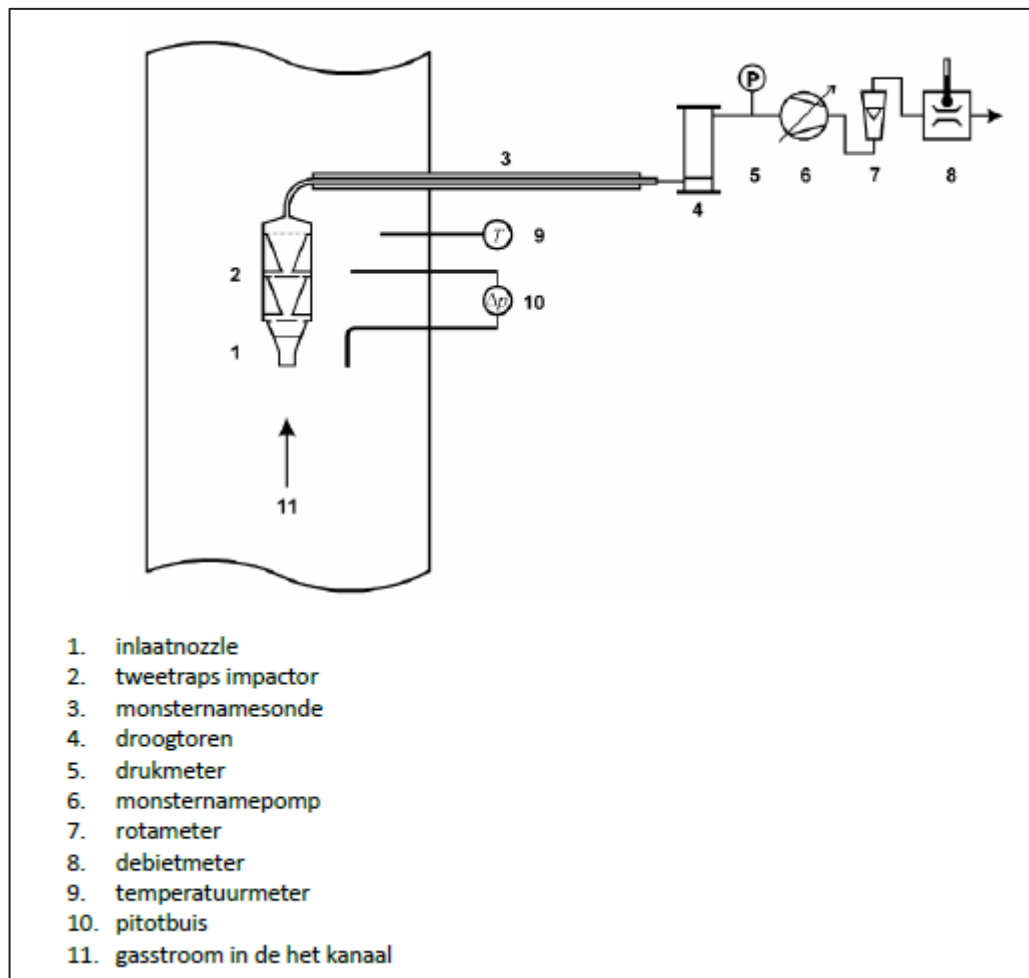 3
P
4
5
6
7
8
T
9
2
Δp
10
1
11
1. inlaatnozzle
2. tweetraps impactor
3. monsternamesonde
4. droogtoren
5. drukmeter
6. monsternamepomp
7. rotameter
8. debietmeter
9. temperatuurmeter
10. pitotbuis
11. gasstroom in de het kanaal